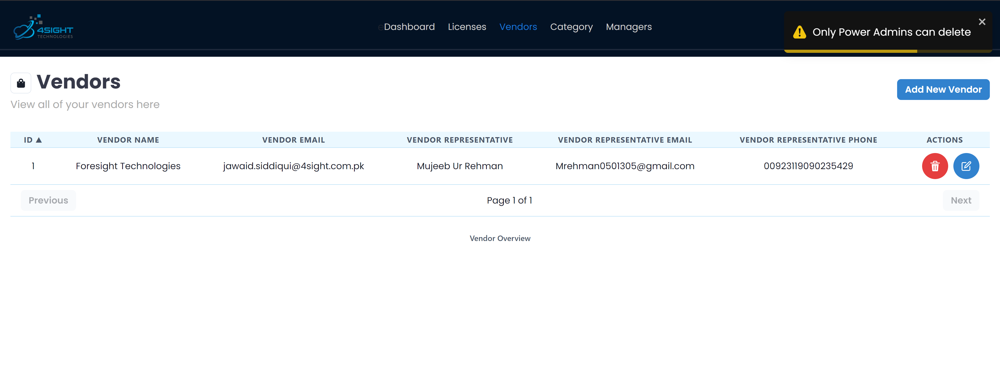 4SIGHT
TECHNOLOGIES
eDashboard Licenses Vendors Category Managers
Only Power Admins can delete
Vendors
View all of your vendors here
Add New Vendor
ID ▲ VENDOR NAME VENDOR EMAIL VENDOR REPRESENTATIVE VENDOR REPRESENTATIVE EMAIL VENDOR REPRESENTATIVE PHONE ACTIONS
1 Foresight Technologies jawaid.siddiqui@4sight.com.pk Mujeeb Ur Rehman Mrehman0501305@gmail.com 00923119090235429
Previous Page 1 of 1 Next
Vendor Overview